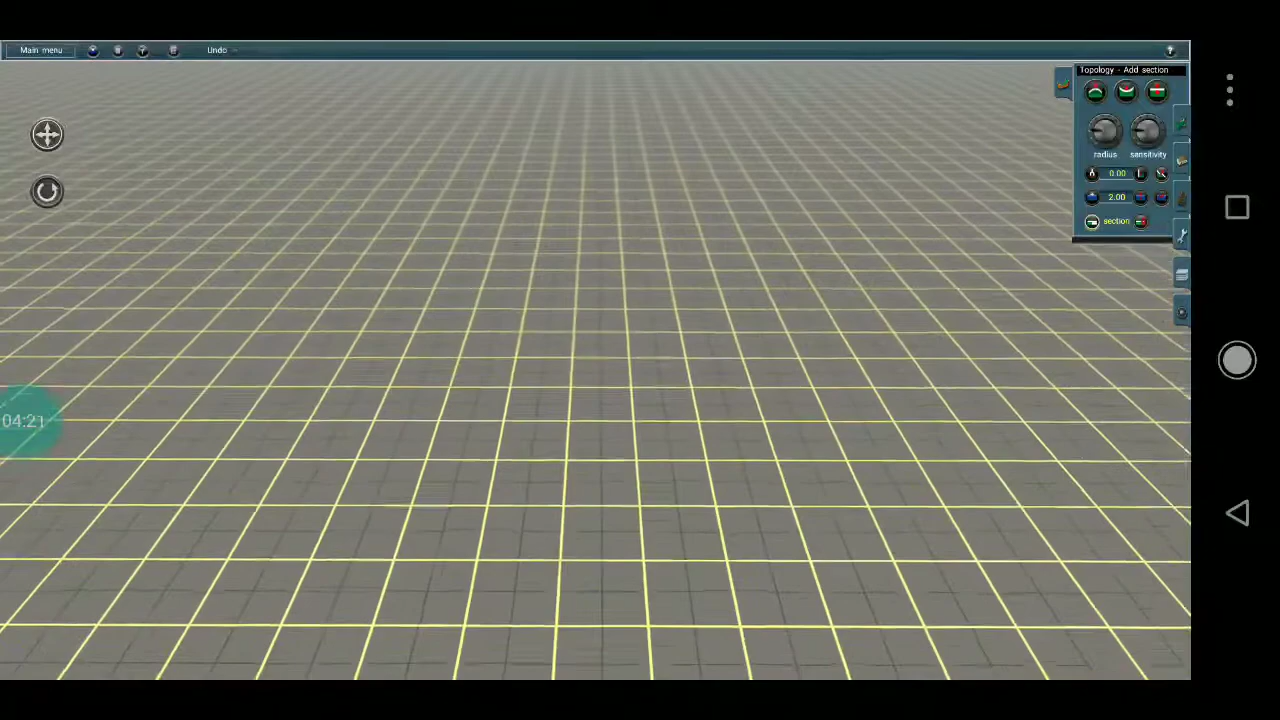 Main menu
Undo
?
Topology - Add section
radius
sensitivity
0.00
2.00
section
04:21